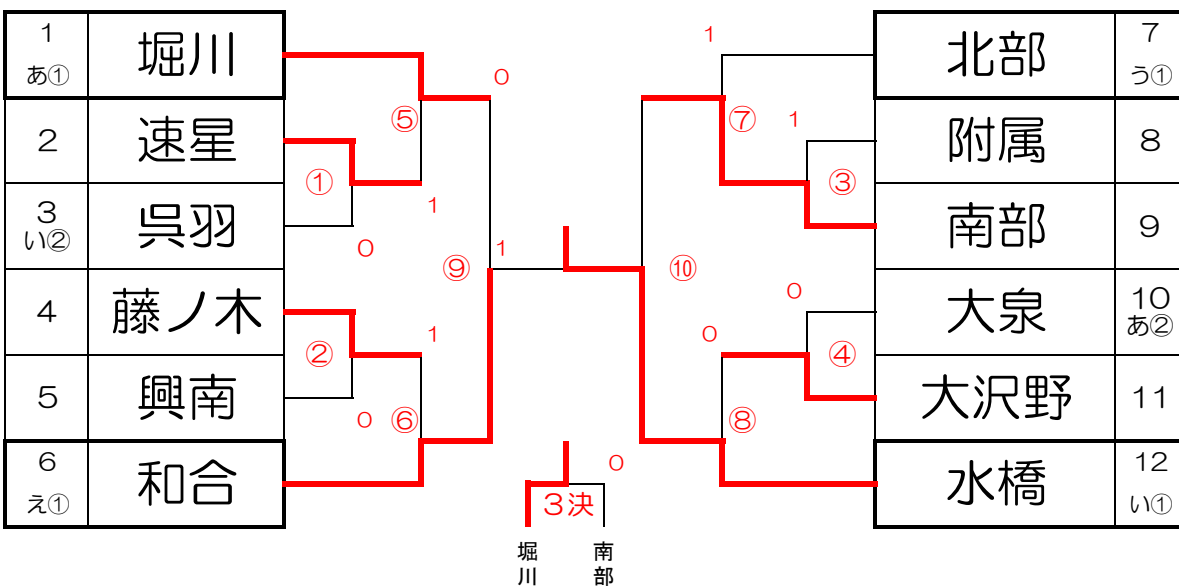 1
あ①
堀川
2
速星
3
い②
呉羽
4
藤ノ木
5
興南
6
え①
和合
0
⑤
①
1
0
⑨
1
②
1
0
⑥
1
⑦
1
③
⑩
0
0
④
⑧
0
3決
堀川
南部
北部
7
う①
附属
8
南部
9
大泉
10
あ②
大沢野
11
水橋
12
い①